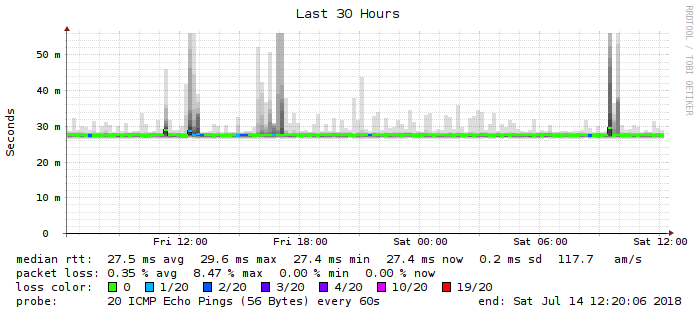 Last 30 Hours
RRDTOOL / TOBI OETIKER
Seconds
50 m
40 m
30 m
20 m
10 m
0
Fri 12:00 Fri 18:00 Sat 00:00 Sat 06:00 Sat 12:00
median rtt: 27.5 ms avg 29.6 ms max 27.4 ms min 27.4 ms now 0.2 ms sd 117.7 am/s
packet loss: 0.35 % avg 8.47 % max 0.00 % min 0.00 % now
loss color: 0 1/20 2/20 3/20 4/20 10/20 19/20
probe: 20 ICMP Echo Pings (56 Bytes) every 60s end: Sat Jul 14 12:20:06 2018